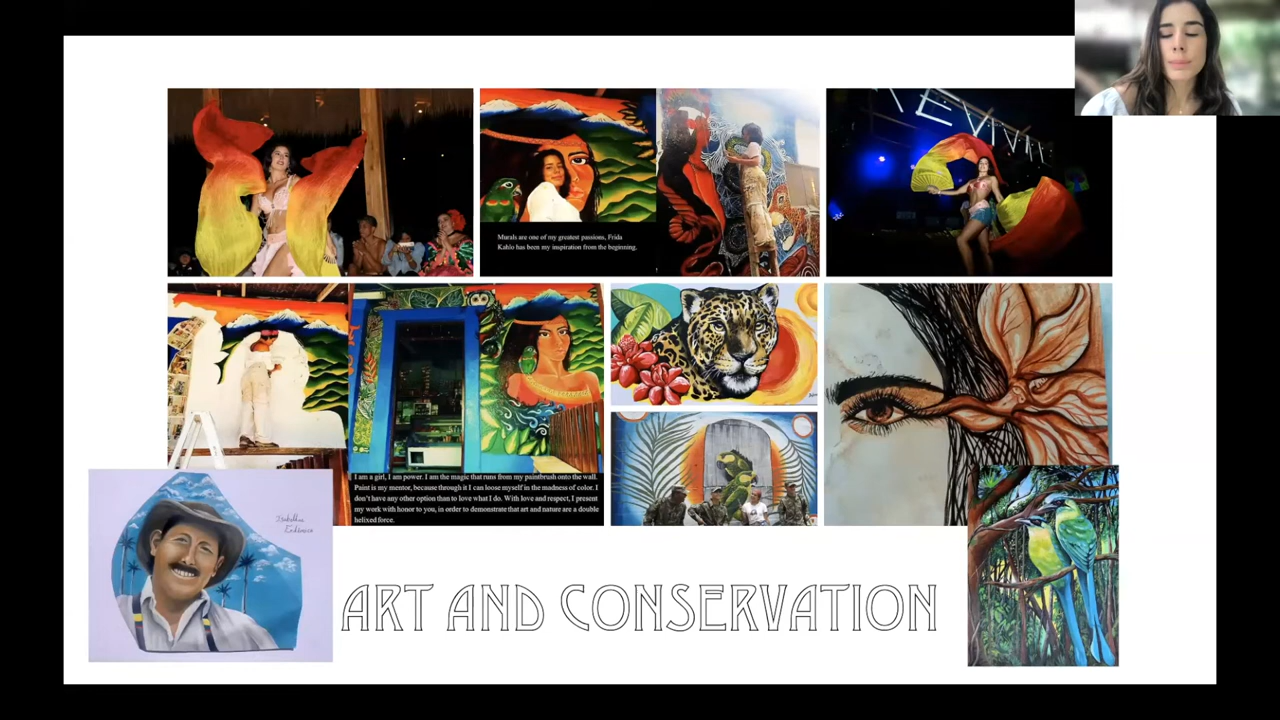 Murals are one of my greatest passions, Frida
Kahlo has been my inspiration from the beginning.
I am a girl, I am power. I am the magic that runs from my paintbrush onto the wall.
Paint is my mentor, because through it I can loose myself in the madness of color. I
don't have any other option than to love what I do. With love and respect, I present
my work with honor to you, in order to demonstrate that art and nature are a double
helixed force.
ART AND CONSERVATION